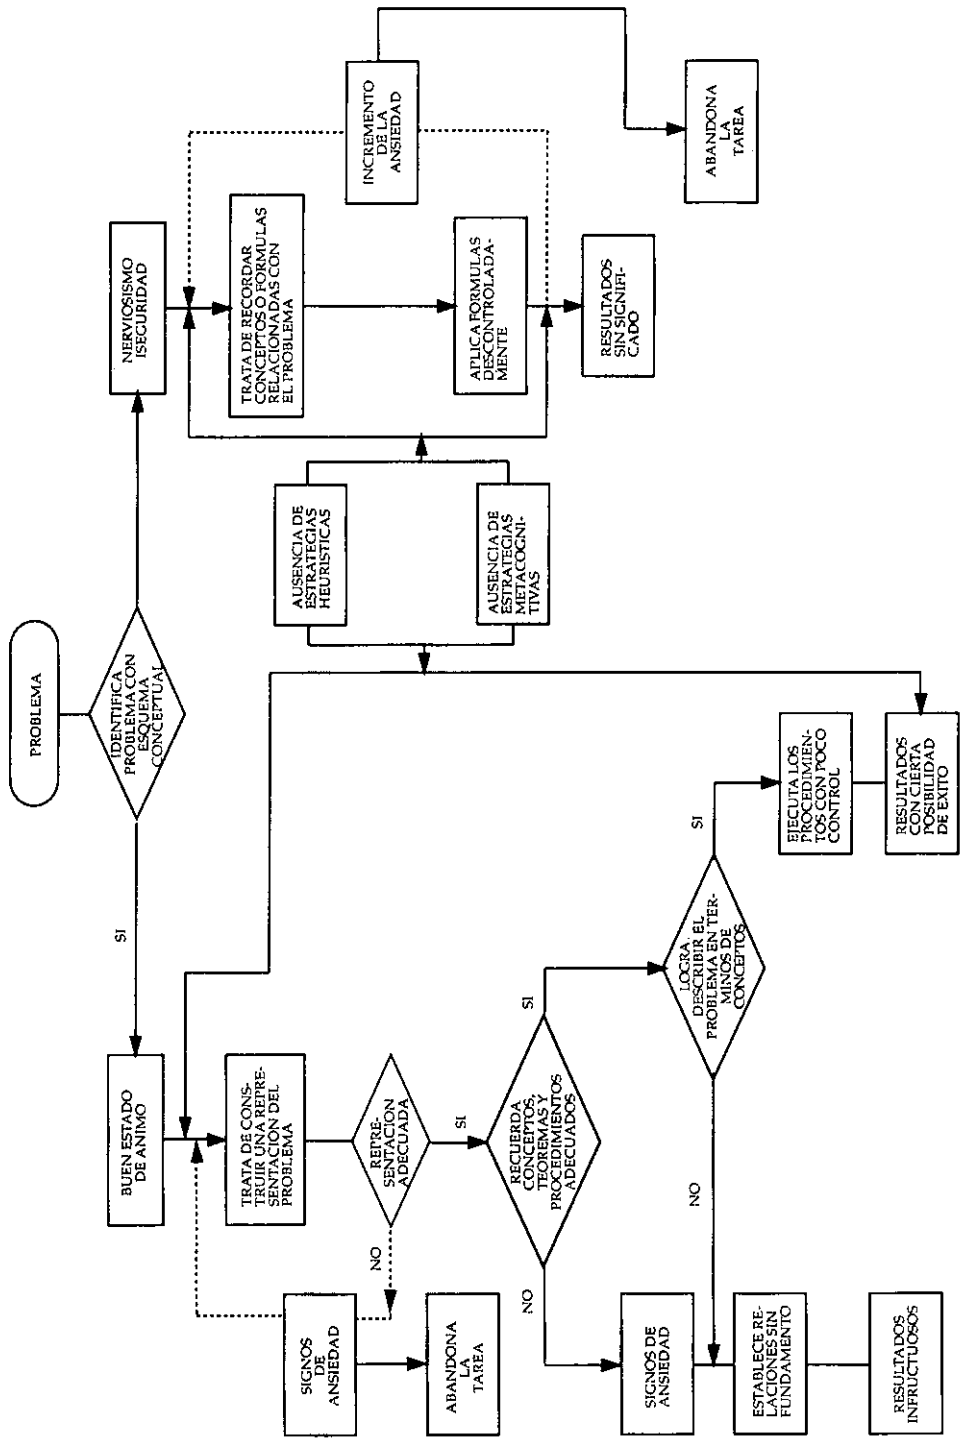 PROBLEMA
IDENTIFICA
PROBLEMA CON
ESQUEMA
CONCEPTUAL
SI
BUEN ESTADO
DE ANIMO
NERVIOSISMO
ISEGURIDAD
TRATA DE CONS-
TRUIR UNA REPRE-
SENTACION DEL
PROBLEMA
REPRE-
SENTACION
ADECUADA
NO
SI
SIGNOS
DE
ANSIEDAD
ABANDONA
LA
TAREA
RECUERDA
CONCEPTOS,
TEOREMAS Y
PROCEDIMIENTOS
ADECUADOS
NO
SI
SIGNOS DE
ANSIEDAD
LOGRA
DESCRIBIR EL
PROBLEMA EN TER-
MINOS DE
CONCEPTOS
NO
SI
ESTABLECE RE-
LACIONES SIN
FUNDAMENTO
RESULTADOS
INFRUCTUOSOS
EJECUTA LOS
PROCEDIMIEN-
TOS CON POCO
CONTROL
RESULTADOS
CON CIERTA
POSIBILIDAD
DE EXITO
AUSENCIA DE
ESTRATEGIAS
HEURISTICAS
AUSENCIA DE
ESTRATEGIAS
METACOGNI-
TIVAS
TRATA DE RECORDAR
CONCEPTOS O FORMULAS
RELACIONADAS CON
EL PROBLEMA
APLICA FORMULAS
DESCONTROLADA-
MENTE
RESULTADOS
SIN SIGNIFI-
CADO
INCREMENTO
DE LA
ANSIEDAD
ABANDONA
LA
TAREA